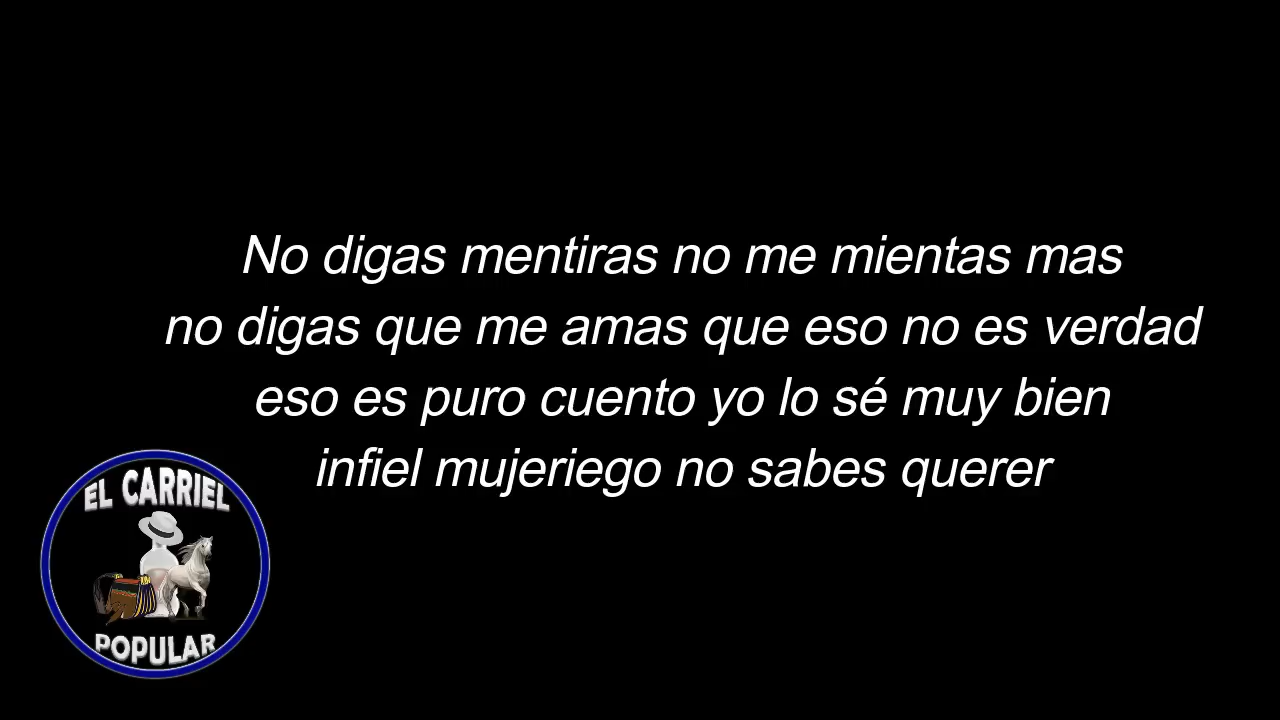 No digas mentiras no me mientas mas
no digas que me amas que eso no es verdad
eso es puro cuento yo lo sé muy bien
infiel mujeriego no sabes querer
EL CARRIEL
POPULAR